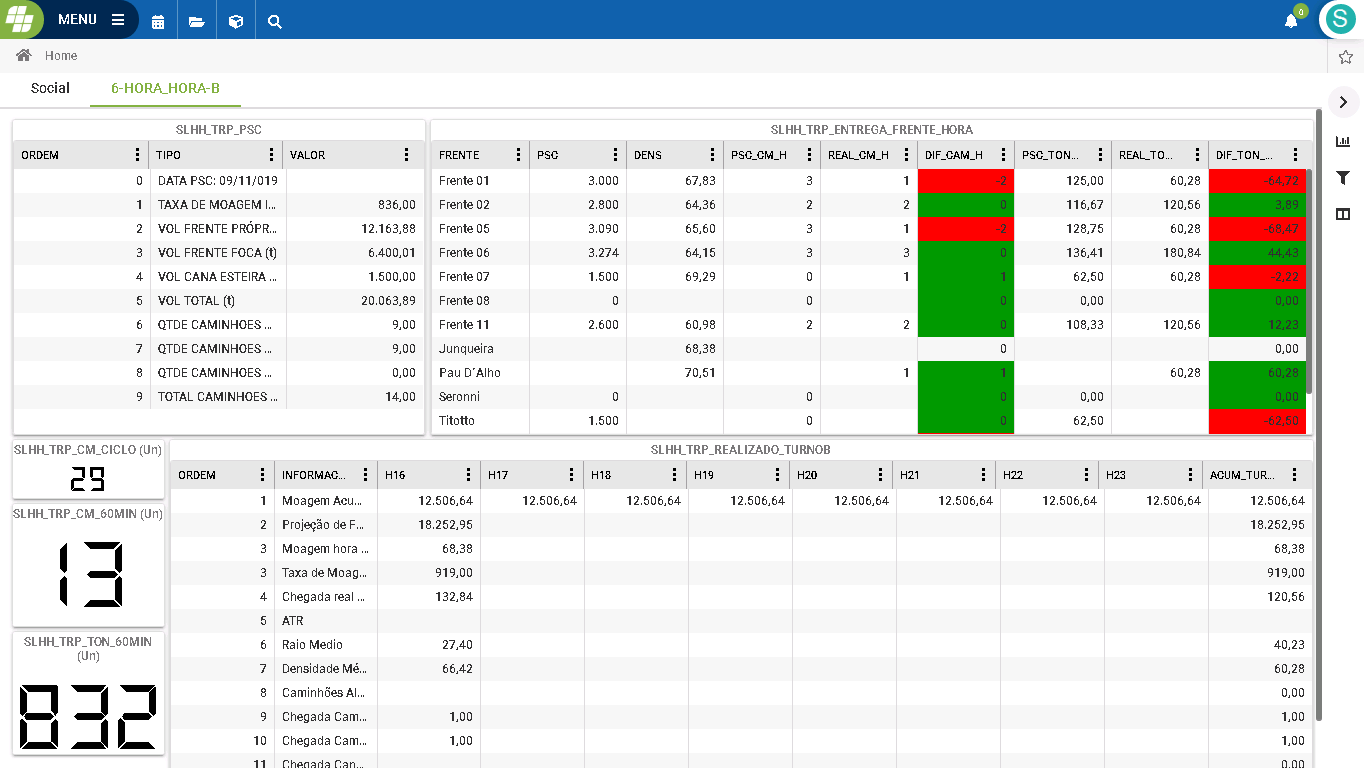 MENU
0
S
Home
Social 6-HORA_HORA-B
SLHH_TRP_PSC
ORDEM TIPO VALOR
0 DATA PSC: 09/11/019
1 TAXA DE MOAGEM I... 836,00
2 VOL FRENTE PRÓPR... 12.163,88
3 VOL FRENTE FOCA (t) 6.400,01
4 VOL CANA ESTEIRA ... 1.500,00
5 VOL TOTAL (t) 20.063,89
6 QTDE CAMINHOES ... 9,00
7 QTDE CAMINHOES ... 9,00
8 QTDE CAMINHOES ... 0,00
9 TOTAL CAMINHOES ... 14,00
SLHH_TRP_ENTREGA_FRENTE_HORA
FRENTE PSC DENS PSC_CM_H REAL_CM_H DIF_CAM_H PSC_TON... REAL_TO... DIF_TON_...
Frente 01 3.000 67,83 3 1 -2 125,00 60,28 64,72
Frente 02 2.800 64,36 2 2 0 116,67 120,56 3,89
Frente 05 3.090 65,60 3 1 -2 128,75 60,28 -68,47
Frente 06 3.274 64,15 3 3 0 136,41 180,84 44,43
Frente 07 1.500 69,29 0 1 1 62,50 60,28 -2,22
Frente 08 0 0 0 0,00 0,00
Frente 11 2.600 60,98 2 2 0 108,33 120,56 12,23
Junqueira 68,38 0 0,00
Pau D´Alho 70,51 1 1 60,28 60,28
Seronni 0 0 0 0,00 0,00
Titotto 1.500 0 0 62,50 62,50
SLHH_TRP_CM_CICLO (Un)
29
SLHH_TRP_CM_60MIN (Un)
13
SLHH_TRP_TON_60MIN
(Un)
832
SLHH_TRP_REALIZADO_TURNOB
ORDEM INFORMAC... H16 H17 H18 H19 H20 H21 H22 H23 ACUM_TUR...
1 Moagem Acu... 12.506,64 12.506,64 12.506,64 12.506,64 12.506,64 12.506,64 12.506,64 12.506,64 12.506,64
2 Projeção de F... 18.252,95 18.252,95
3 Moagem hora ... 68,38 68,38
3 Taxa de Moag... 919,00 919,00
4 Chegada real ... 132,84 120,56
5 ATR
6 Raio Medio 27,40 40,23
7 Densidade Mé... 66,42 60,28
8 Caminhões Al... 0,00
9 Chegada Cam... 1,00 1,00
10 Chegada Cam... 1,00 1,00
11 Chegada Can... 0,00